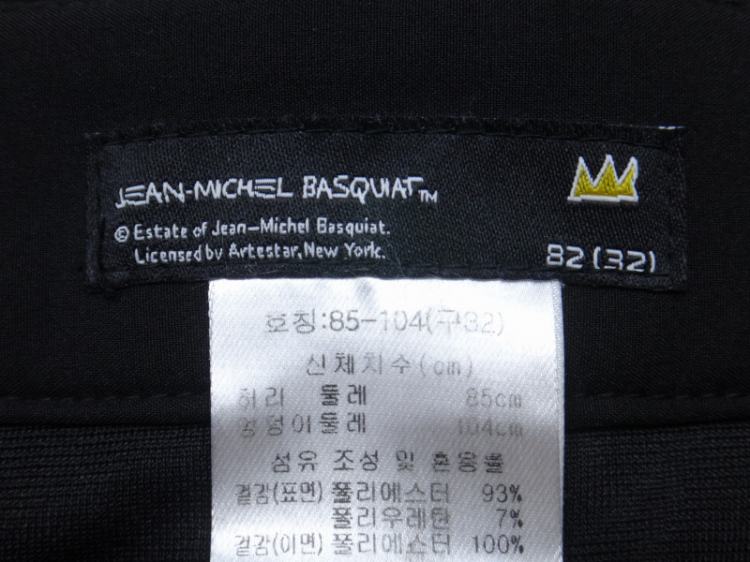 JEAN-MICHEL BASQUIAT™
© Estate of Jean-Michel Basquiat.
Licensed by Artestar, New York.
82 (32)
호칭:85-104(구32)
신체치수(cm)
허리 둘레 85cm
엉덩이둘레 104cm
섬유 조성 및 혼용률
겉감(표면) 폴리에스터 93%
폴리우레탄 7%
겉감(이면) 폴리에스터 100%